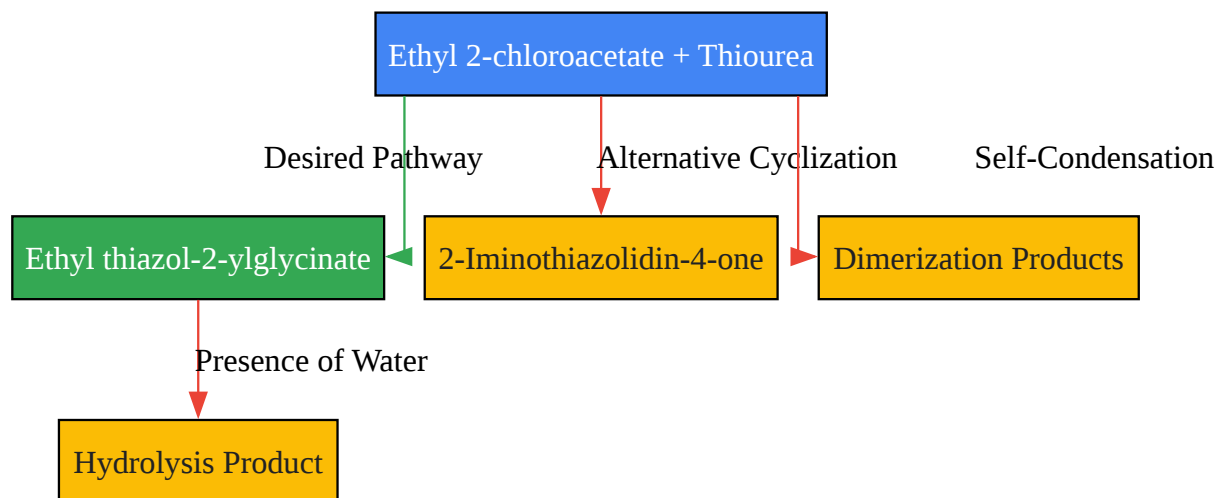 Ethyl 2-chloroacetate + Thiourea
Desired Pathway
Alternative Cyclization
Self-Condensation
Ethyl thiazol-2-ylglycinate
2-Iminothiazolidin-4-one
Dimerization Products
Presence of Water
Hydrolysis Product